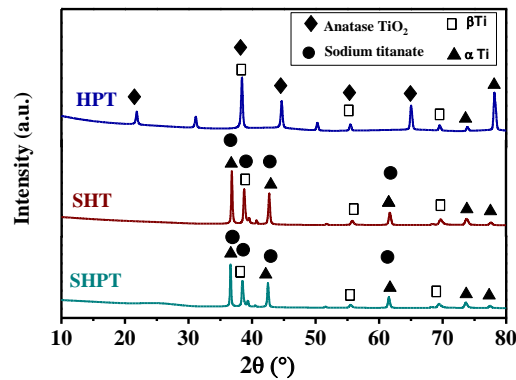 Anatase TiO₂
βTi
Sodium titanate
α Ti
HPT
SHT
SHPT
Intensity (a.u.)
10 20 30 40 50 60 70 80
2θ (°)